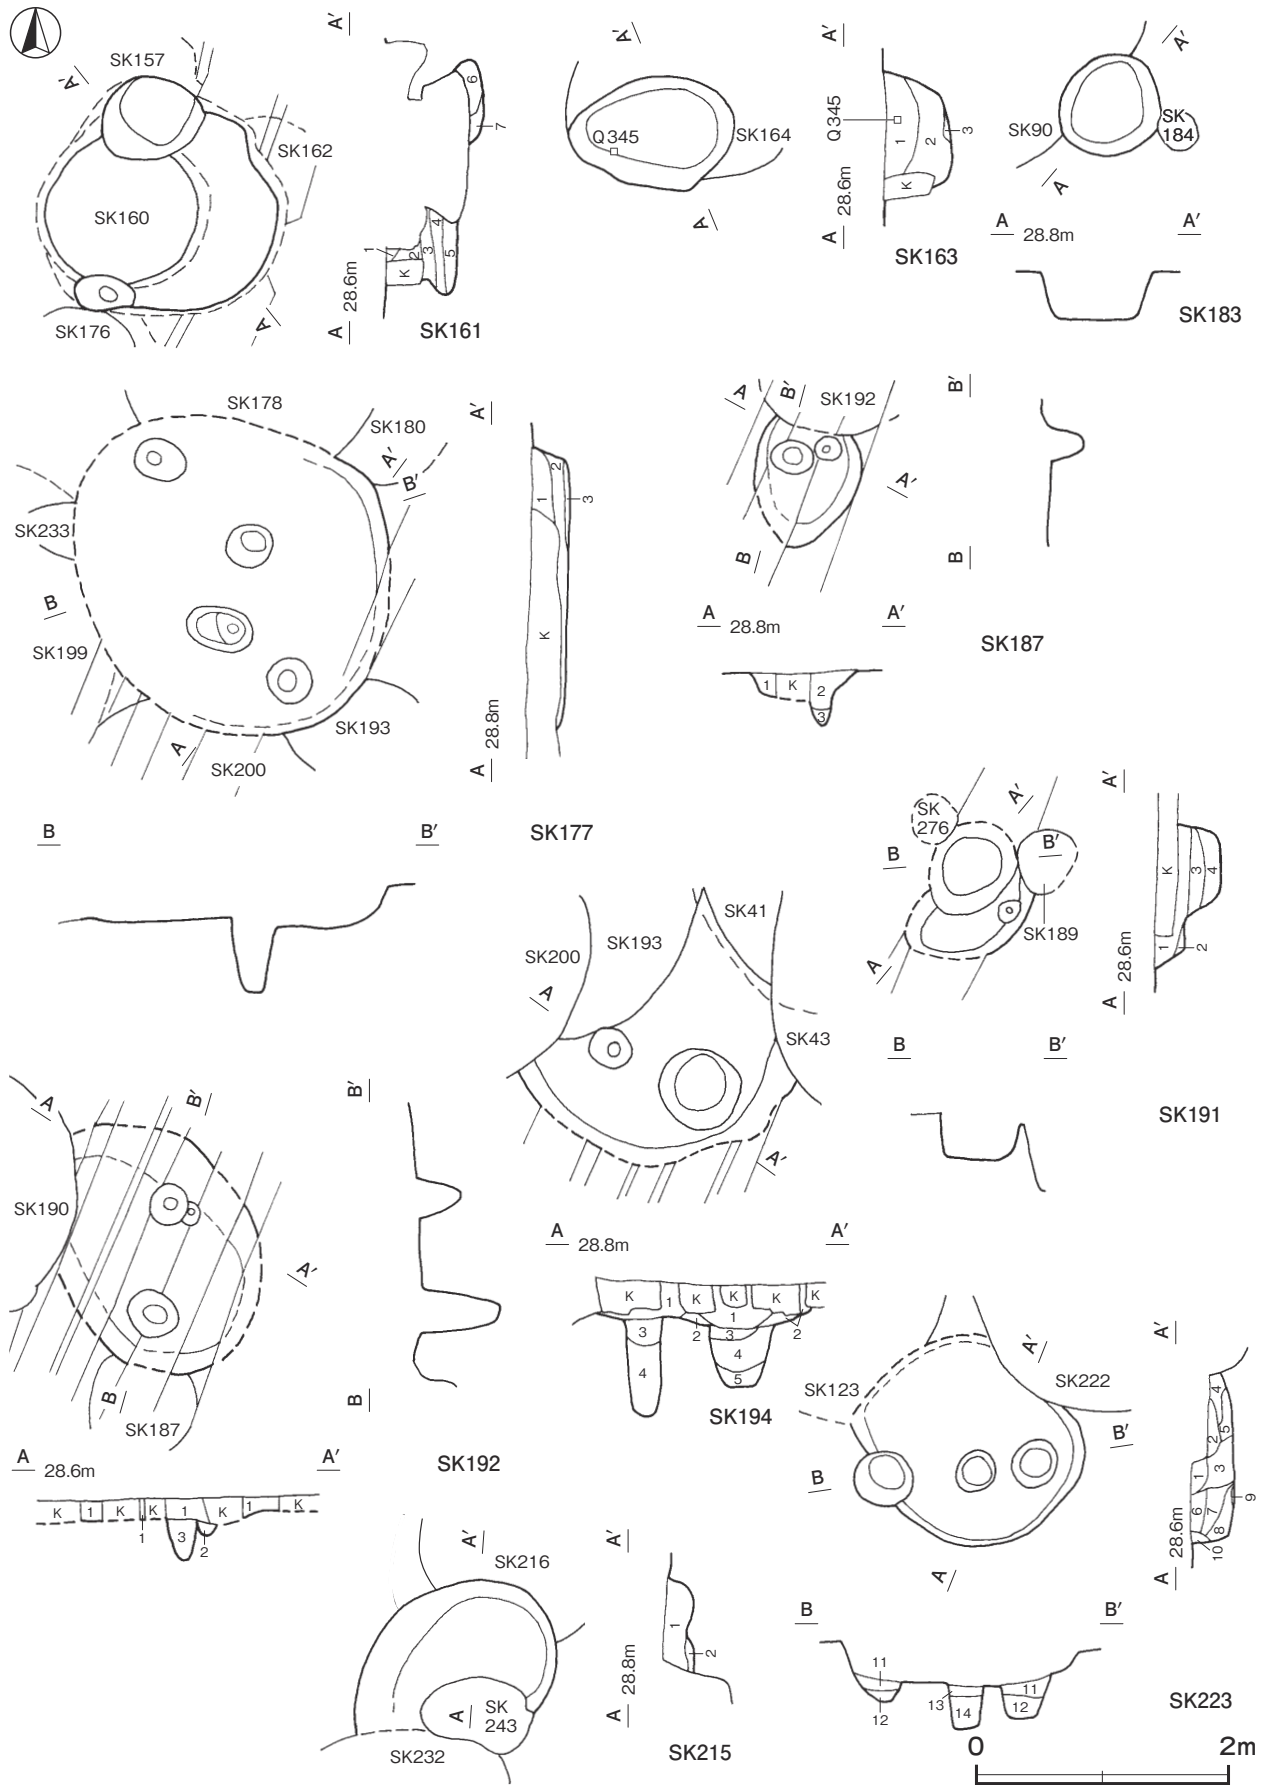 SK157
A′
SK162
SK160
SK176
A
A′
6
7
1
2
3
4
5
K
A 28.6m
SK161
A′
Q345
SK164
A
A′
Q345
1
2
3
K
A 28.6m
SK163
A′
SK90
SK
184
A
A 28.8m A′
SK183
SK178
SK180
A′
B′
SK233
B
SK199
A
SK193
SK200
A′
1
2
3
K
A 28.8m
B B′
SK177
A
B′
SK192
A′
B
B′
B
A 28.8m A′
1
K
2
3
SK187
SK
276
A′
B
B′
SK189
A
A′
K
3
4
1
2
A 28.6m
B B′
SK191
SK41
SK193
SK200
A
SK43
A′
A 28.8m A′
K
1
K
K
K
K
1
2
3
3
2
4
4
5
SK194
A
B′
SK190
A′
B
SK187
B′
B
A 28.6m A′
K
1
K
K
1
K
1
K
1
3
2
SK192
A′
SK123
SK222
B
B′
A
A′
4
2
5
1
3
6
7
8
9
10
A 28.6m
B B′
11
12
13
14
11
12
SK223
A′
SK216
A
SK
243
SK232
A′
1
2
A 28.8m
SK215
0 2m